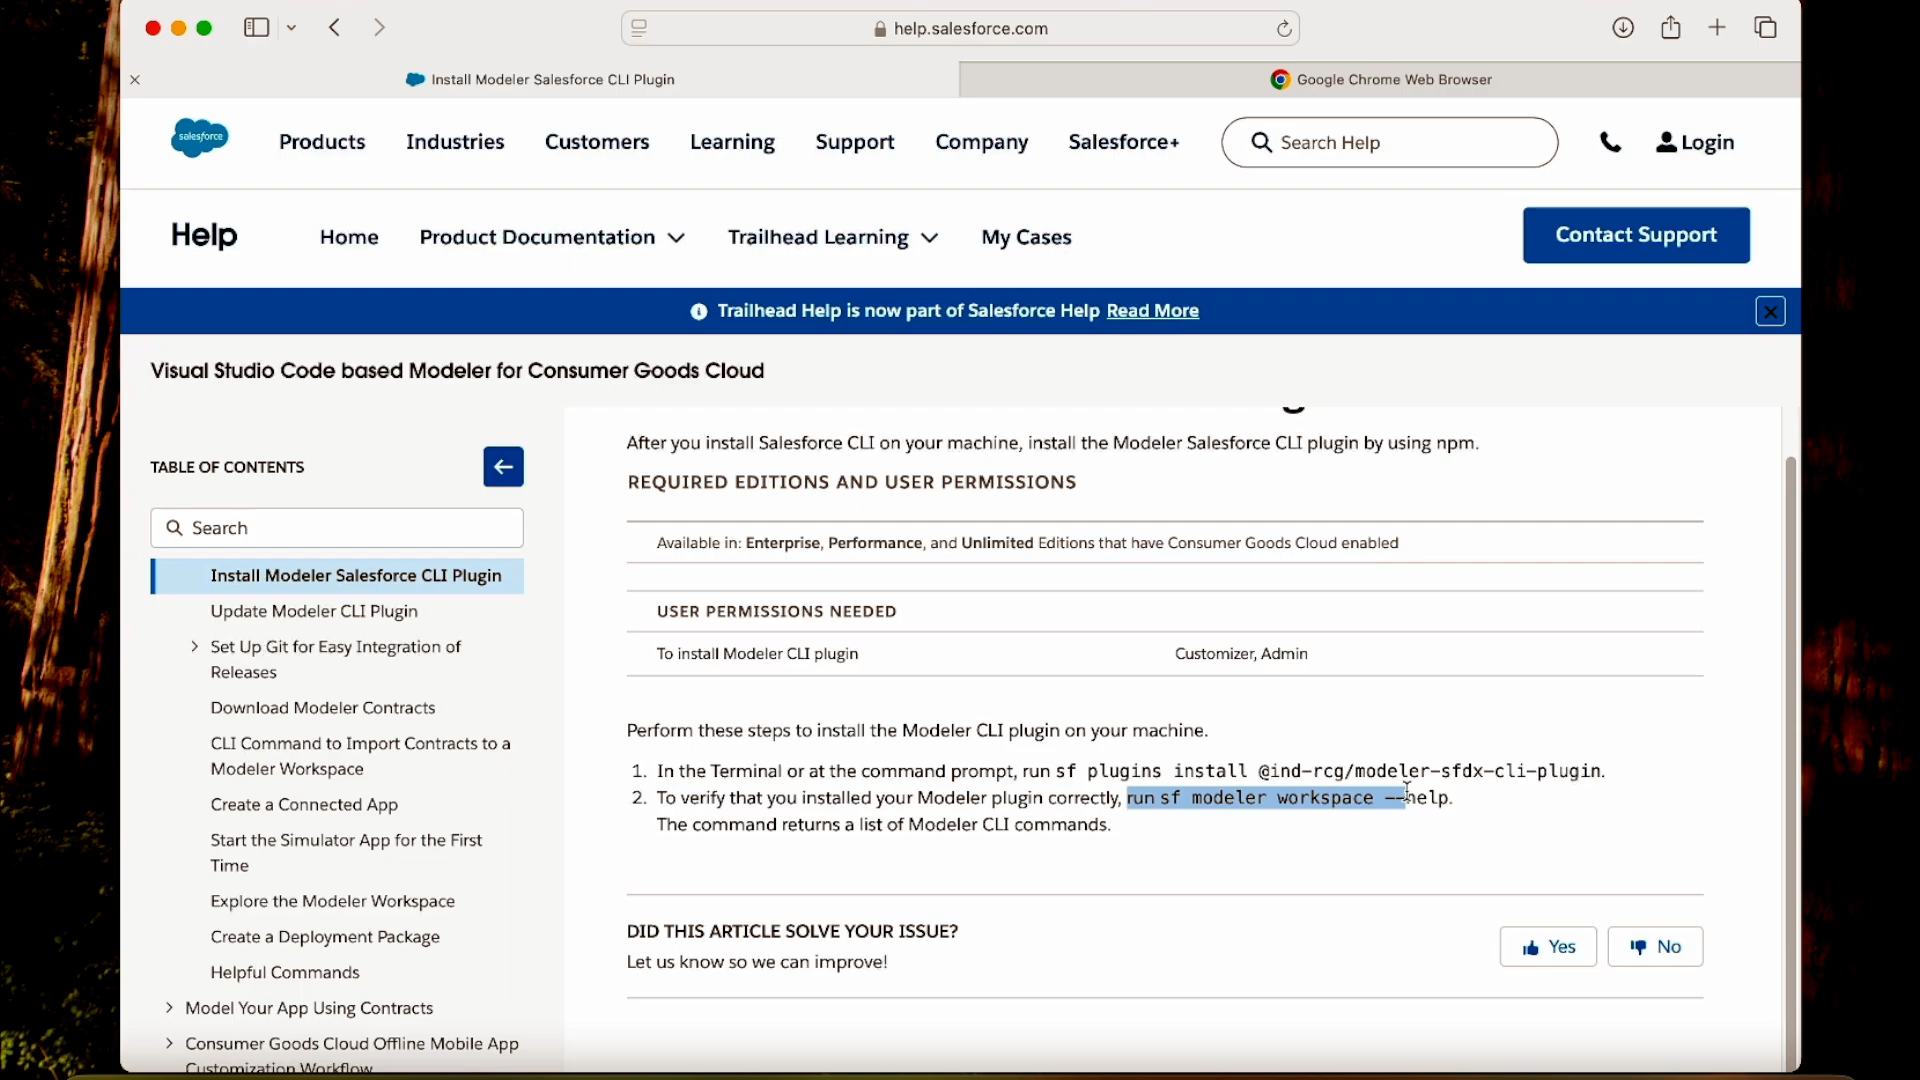 help.salesforce.com
Install Modeler Salesforce CLI Plugin
Google Chrome Web Browser
salesforce
Products
Industries
Customers
Learning
Support
Company
Salesforce+
Search Help
Login
Help
Home
Product Documentation
Trailhead Learning
My Cases
Contact Support
Trailhead Help is now part of Salesforce Help Read More
Visual Studio Code based Modeler for Consumer Goods Cloud
TABLE OF CONTENTS
Search
Install Modeler Salesforce CLI Plugin
Update Modeler CLI Plugin
Set Up Git for Easy Integration of
Releases
Download Modeler Contracts
CLI Command to Import Contracts to a
Modeler Workspace
Create a Connected App
Start the Simulator App for the First
Time
Explore the Modeler Workspace
Create a Deployment Package
Helpful Commands
Model Your App Using Contracts
Consumer Goods Cloud Offline Mobile App
Customization Workflow
After you install Salesforce CLI on your machine, install the Modeler Salesforce CLI plugin by using npm.
REQUIRED EDITIONS AND USER PERMISSIONS
Available in: Enterprise, Performance, and Unlimited Editions that have Consumer Goods Cloud enabled
USER PERMISSIONS NEEDED
To install Modeler CLI plugin
Customizer, Admin
Perform these steps to install the Modeler CLI plugin on your machine.
1. In the Terminal or at the command prompt, run sf plugins install @ind-rcg/modeler-sfdx-cli-plugin.
2. To verify that you installed your Modeler plugin correctly, run sf modeler workspace --help.
The command returns a list of Modeler CLI commands.
DID THIS ARTICLE SOLVE YOUR ISSUE?
Let us know so we can improve!
Yes
No